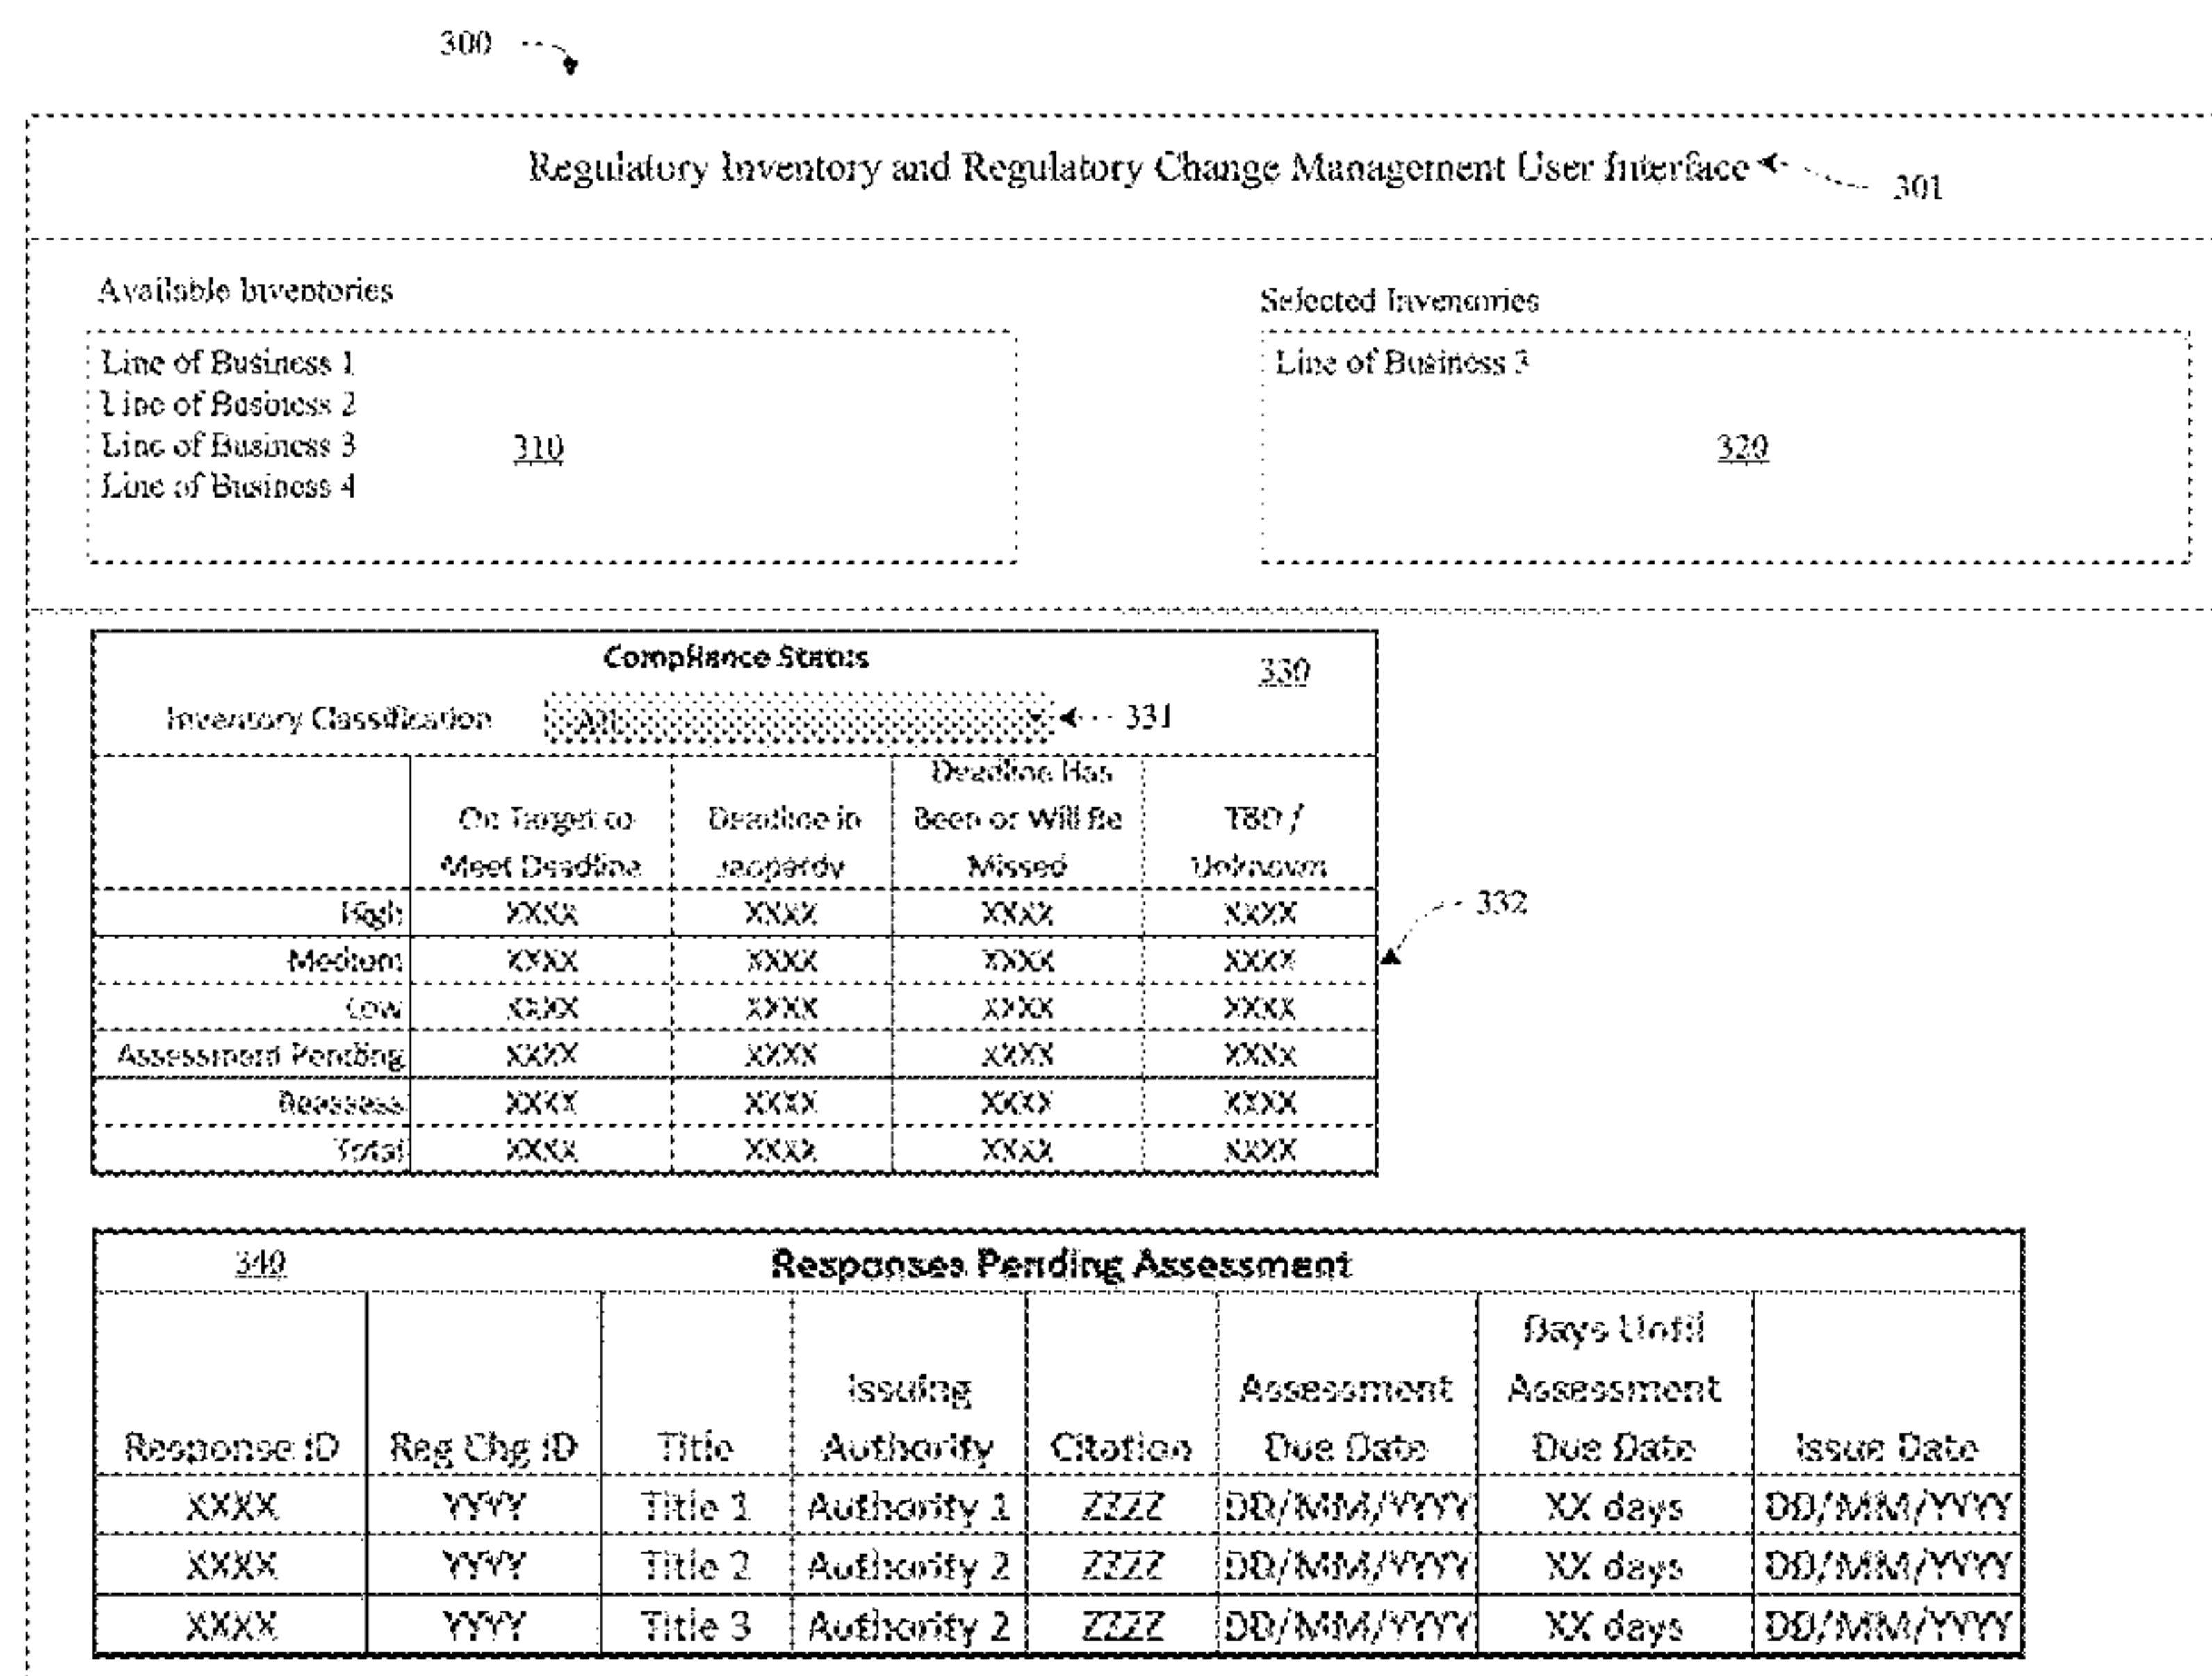 300
Regulatory Inventory and Regulatory Change Management User Interface
301
Available Inventories
Selected Inventories
Line of Business 1
Line of Business 2
Line of Business 3
Line of Business 4
310
Line of Business 3
320
Compliance Status
330
Inventory Classification
All
331
On Target to Meet Deadline
Deadline in Jeopardy
Deadline Has Been or Will Be Missed
TBD / Unknown
High XXXX XXXX XXXX XXXX
332
Medium XXXX XXXX XXXX XXXX
Low XXXX XXXX XXXX XXXX
Assessment Pending XXXX XXXX XXXX XXXX
Reassess XXXX XXXX XXXX XXXX
Total XXXX XXXX XXXX XXXX
340
Responses Pending Assessment
Response ID
Reg Chg ID
Title
Issuing Authority
Citation
Assessment Due Date
Days Until Assessment Due Date
Issue Date
XXXX YYYY Title 1 Authority 1 ZZZZ DD/MM/YYYY XX days DD/MM/YYYY
XXXX YYYY Title 2 Authority 2 ZZZZ DD/MM/YYYY XX days DD/MM/YYYY
XXXX YYYY Title 3 Authority 2 ZZZZ DD/MM/YYYY XX days DD/MM/YYYY